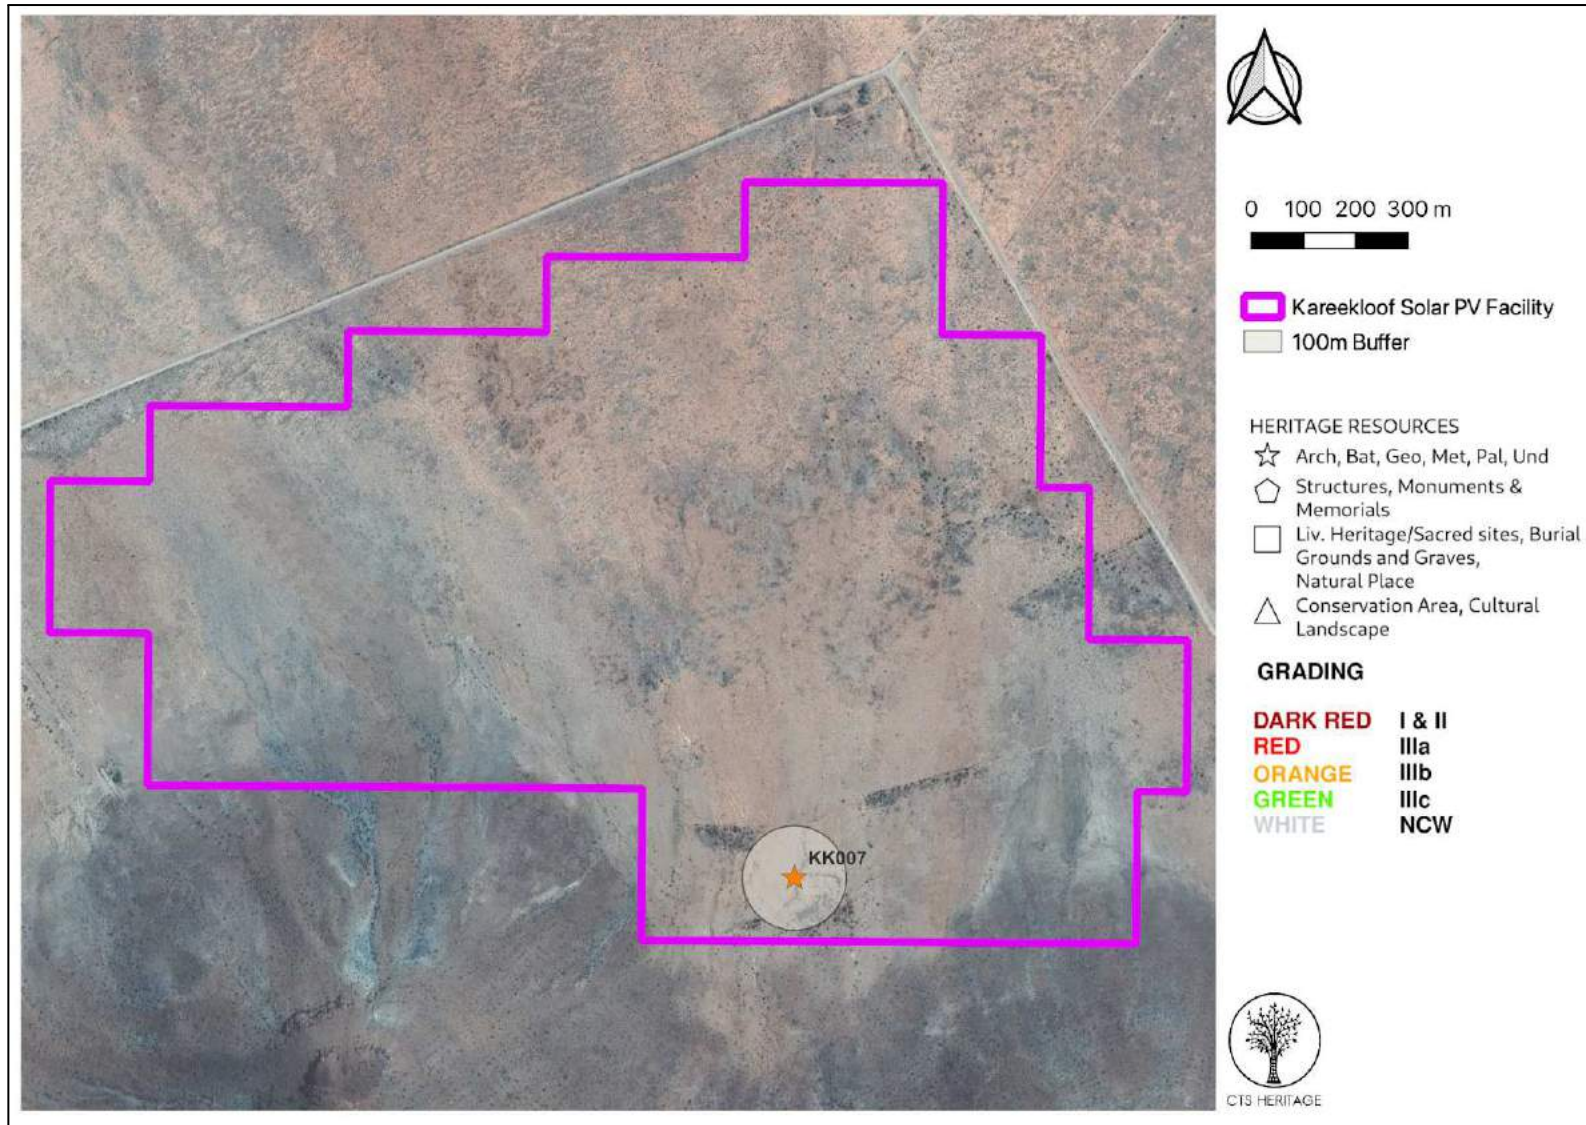 0 100 200 300 m
Kareekloof Solar PV Facility
100m Buffer
HERITAGE RESOURCES
Arch, Bat, Geo, Met, Pal, Und
Structures, Monuments &
Memorials
Liv. Heritage/Sacred sites, Burial
Grounds and Graves,
Natural Place
Conservation Area, Cultural
Landscape
GRADING
DARK RED I & II
RED IIIa
ORANGE IIIb
GREEN IIIc
WHITE NCW
KK007
CTS HERITAGE